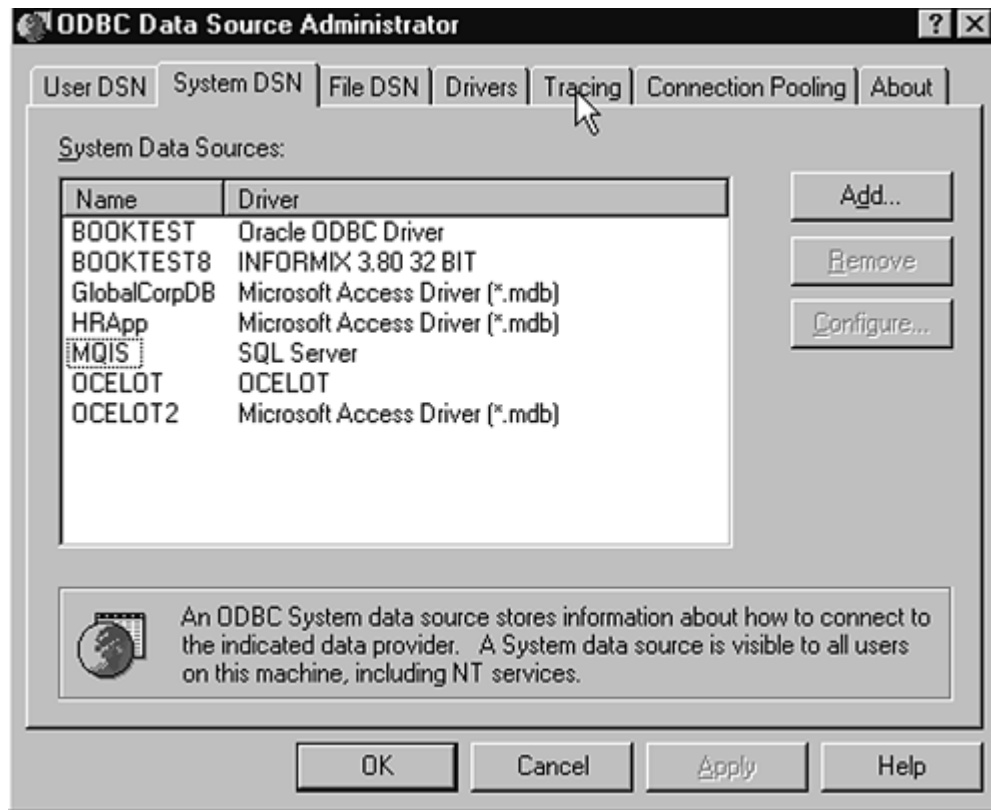 ODBC Data Source Administrator
User DSN System DSN File DSN Drivers Tracing Connection Pooling About
System Data Sources:
Name Driver
BOOKTEST Oracle ODBC Driver
BOOKTEST8 INFORMIX 3.80 32 BIT
GlobalCorpDB Microsoft Access Driver (*.mdb)
HRApp Microsoft Access Driver (*.mdb)
MQIS SQL Server
OCELOT OCELOT
OCELOT2 Microsoft Access Driver (*.mdb)
Add...
Remove
Configure...
An ODBC System data source stores information about how to connect to
the indicated data provider. A System data source is visible to all users
on this machine, including NT services.
OK Cancel Apply Help